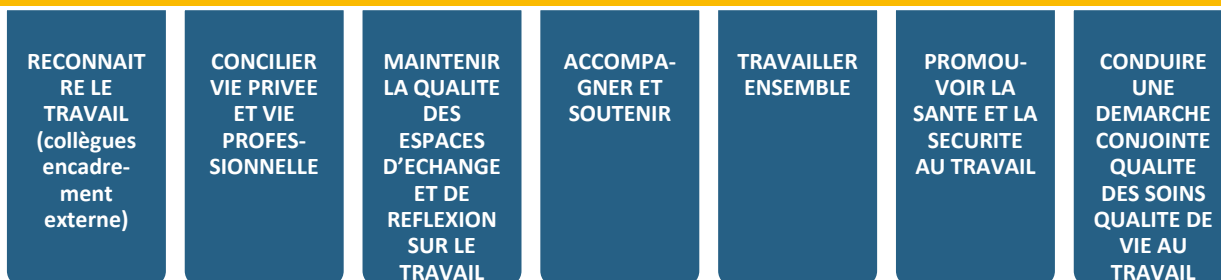 RECONNAIT
RE LE
TRAVAIL
(collègues
encadre-
ment
externe)
CONCILIER
VIE PRIVEE
ET VIE
PROFES-
SIONNELLE
MAINTENIR
LA QUALITE
DES
ESPACES
D’ECHANGE
ET DE
REFLEXION
SUR LE
TRAVAIL
ACCOMPA-
GNER ET
SOUTENIR
TRAVAILLER
ENSEMBLE
PROMOU-
VOIR LA
SANTE ET LA
SECURITE
AU TRAVAIL
CONDUIRE
UNE
DEMARCHE
CONJOINTE
QUALITE
DES SOINS
QUALITE DE
VIE AU
TRAVAIL